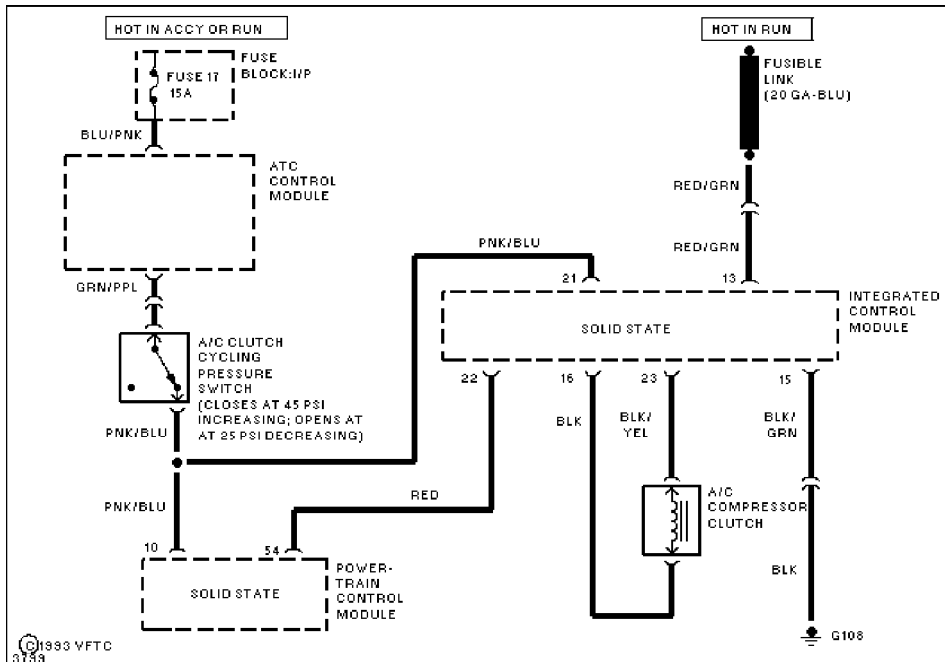 HOT IN ACCY OR RUN
HOT IN RUN
FUSE 17
15A
FUSE
BLOCK:I/P
FUSIBLE
LINK
(20 GA-BLU)
BLU/PNK
ATC
CONTROL
MODULE
RED/GRN
RED/GRN
PNK/BLU
GRN/PPL
21
13
SOLID STATE
INTEGRATED
CONTROL
MODULE
A/C CLUTCH
CYCLING
PRESSURE
SWITCH
(CLOSES AT 45 PSI
INCREASING; OPENS AT
AT 25 PSI DECREASING)
22
16
23
15
BLK
BLK/
YEL
BLK/
GRN
PNK/BLU
PNK/BLU
RED
A/C
COMPRESSOR
CLUTCH
10
54
SOLID STATE
POWER-
TRAIN
CONTROL
MODULE
BLK
G108
C 1993 VFTC
3799